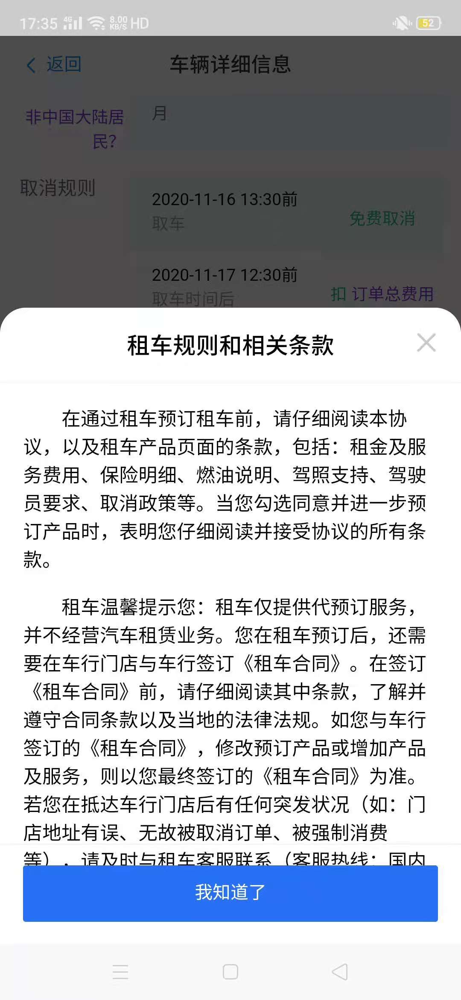 17:35 4G 8.00 KB/S HD 52
返回 车辆详细信息
非中国大陆居 月
民?
取消规则
2020-11-16 13:30前
取车 免费取消
2020-11-17 12:30前
取车时间后 扣 订单总费用
租车规则和相关条款
在通过租车预订租车前，请仔细阅读本协
议，以及租车产品页面的条款，包括：租金及服
务费用、保险明细、燃油说明、驾照支持、驾驶
员要求、取消政策等。当您勾选同意并进一步预
订产品时，表明您仔细阅读并接受协议的所有条
款。
租车温馨提示您：租车仅提供代预订服务，
并不经营汽车租赁业务。您在租车预订后，还需
要在车行门店与车行签订《租车合同》。在签订
《租车合同》前，请仔细阅读其中条款，了解并
遵守合同条款以及当地的法律法规。如您与车行
签订的《租车合同》，修改预订产品或增加产品
及服务，则以您最终签订的《租车合同》为准。
若您在抵达车行门店后有任何突发状况（如：门
店地址有误、无故被取消订单、被强制消费
等），请及时与租车客服联系（客服热线：国内
我知道了